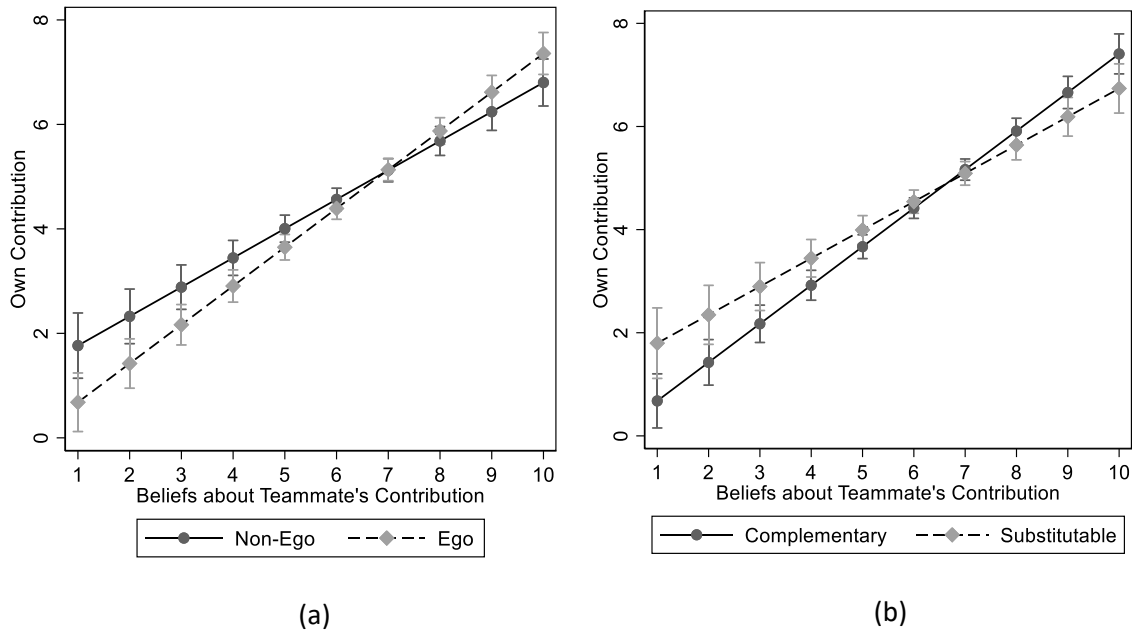 8
6
4
2
0
Own Contribution
1 2 3 4 5 6 7 8 9 10
Beliefs about Teammate's Contribution
Non-Ego Ego
(a)
8
6
4
2
0
Own Contribution
1 2 3 4 5 6 7 8 9 10
Beliefs about Teammate's Contribution
Complementary Substitutable
(b)